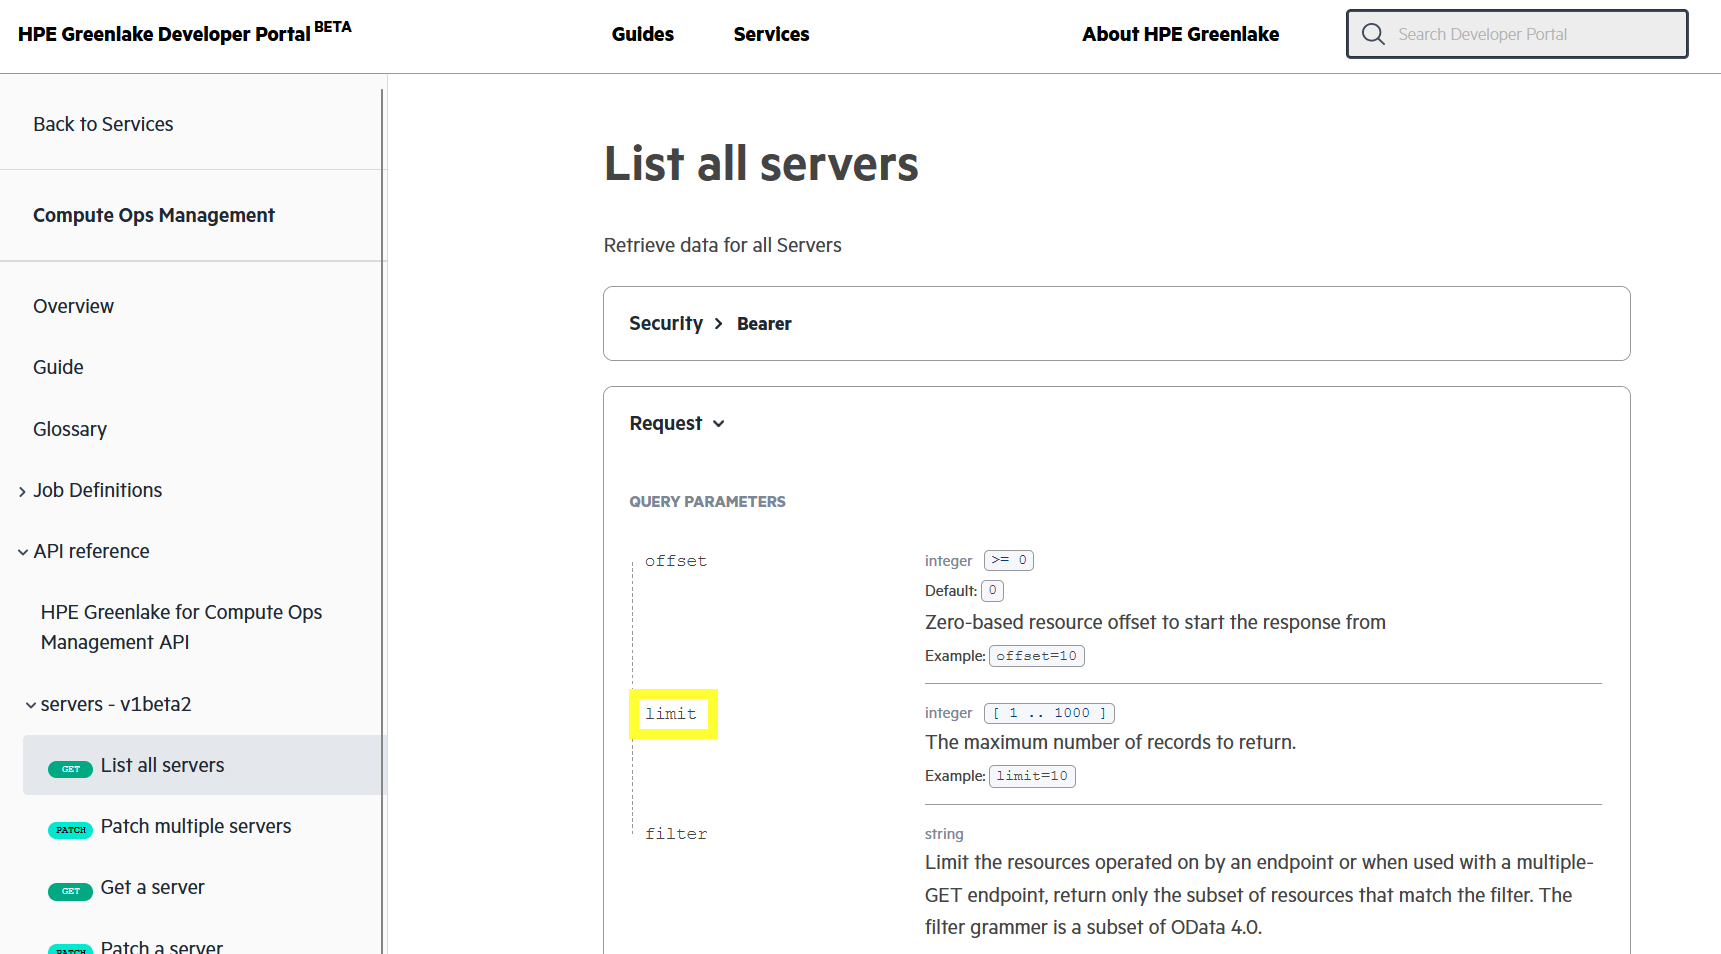 HPE Greenlake Developer Portal BETA
Guides
Services
About HPE Greenlake
Search Developer Portal
Back to Services
Compute Ops Management
Overview
Guide
Glossary
Job Definitions
API reference
HPE Greenlake for Compute Ops
Management API
servers - v1beta2
GET List all servers
PATCH Patch multiple servers
GET Get a server
PATCH Patch a server
List all servers
Retrieve data for all Servers
Security > Bearer
Request
QUERY PARAMETERS
offset
integer >= 0
Default: 0
Zero-based resource offset to start the response from
Example: offset=10
limit
integer [ 1 .. 1000 ]
The maximum number of records to return.
Example: limit=10
filter
string
Limit the resources operated on by an endpoint or when used with a multiple-
GET endpoint, return only the subset of resources that match the filter. The
filter grammer is a subset of OData 4.0.